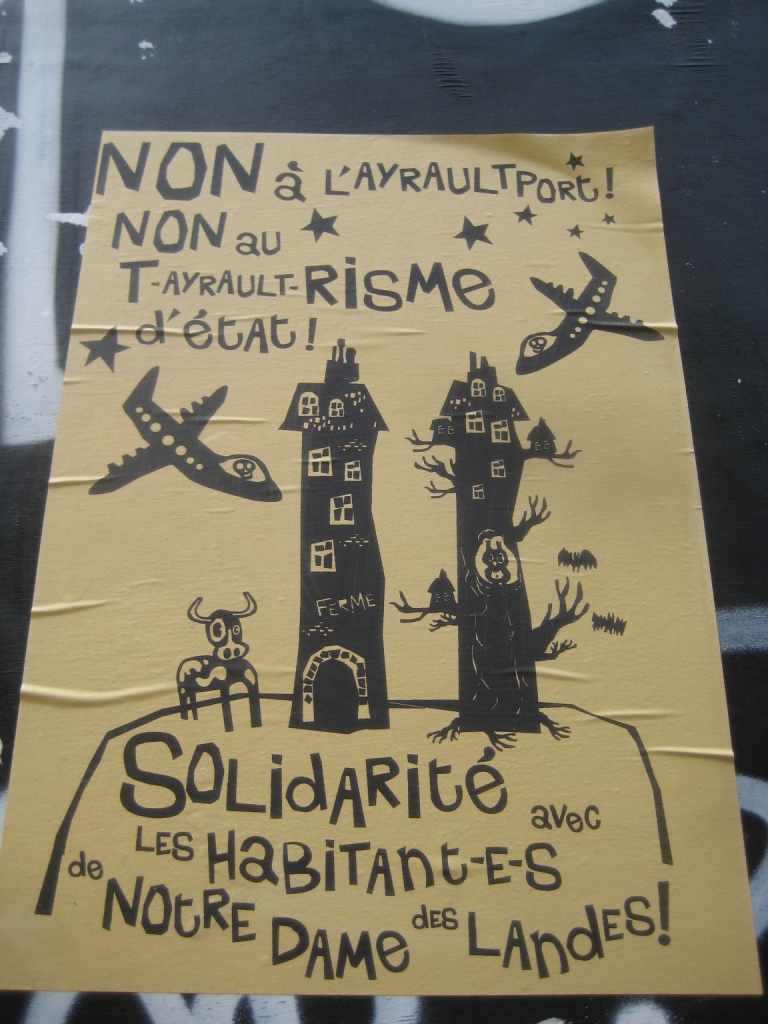 NON à L'AYRAULTPORT!
NON au
T-AYRAULT-RISME
d'état!
FERME
SOLidARité avec
LES HABITAnt-E-S
de NOtRE DAME des LAndES!